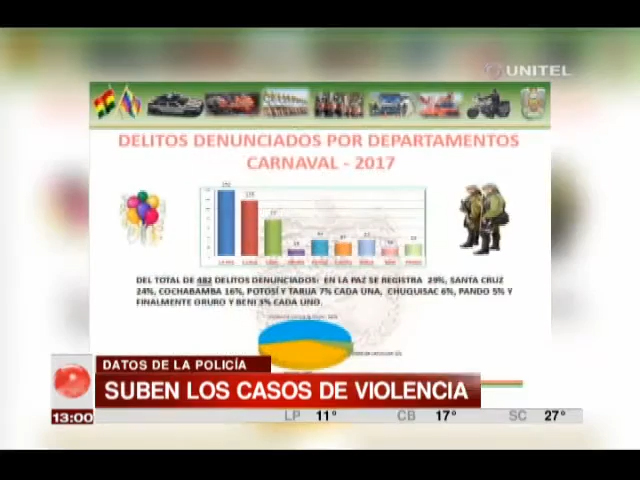 UNITEL
DELITOS DENUNCIADOS POR DEPARTAMENTOS
CARNAVAL - 2017
DEL TOTAL DE 482 DELITOS DENUNCIADOS: EN LA PAZ SE REGISTRA 29%, SANTA CRUZ
24%, COCHABAMBA 16%, POTOSÍ Y TARIJA 7% CADA UNA, CHUQUISAC 6%, PANDO 5% Y
FINALMENTE ORURO Y BENI 3% CADA UNO.
DATOS DE LA POLICÍA
SUBEN LOS CASOS DE VIOLENCIA
13:00 LP 11° CB 17° SC 27°